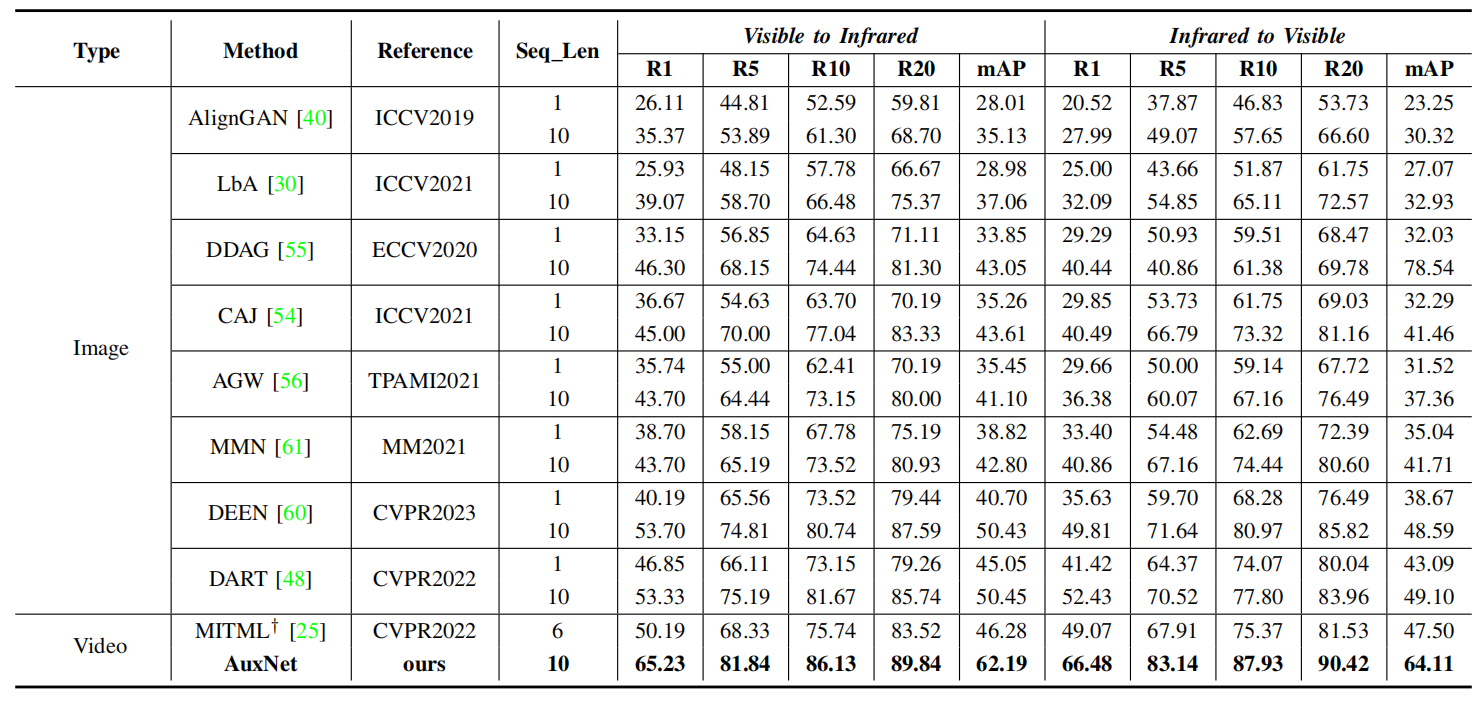 Type Method Reference Seq_Len Visible to Infrared Infrared to Visible
R1 R5 R10 R20 mAP R1 R5 R10 R20 mAP
Image
AlignGAN [40] ICCV2019 1 26.11 44.81 52.59 59.81 28.01 20.52 37.87 46.83 53.73 23.25
10 35.37 53.89 61.30 68.70 35.13 27.99 49.07 57.65 66.60 30.32
LbA [30] ICCV2021 1 25.93 48.15 57.78 66.67 28.98 25.00 43.66 51.87 61.75 27.07
10 39.07 58.70 66.48 75.37 37.06 32.09 54.85 65.11 72.57 32.93
DDAG [55] ECCV2020 1 33.15 56.85 64.63 71.11 33.85 29.29 50.93 59.51 68.47 32.03
10 46.30 68.15 74.44 81.30 43.05 40.44 40.86 61.38 69.78 78.54
CAJ [54] ICCV2021 1 36.67 54.63 63.70 70.19 35.26 29.85 53.73 61.75 69.03 32.29
10 45.00 70.00 77.04 83.33 43.61 40.49 66.79 73.32 81.16 41.46
AGW [56] TPAMI2021 1 35.74 55.00 62.41 70.19 35.45 29.66 50.00 59.14 67.72 31.52
10 43.70 64.44 73.15 80.00 41.10 36.38 60.07 67.16 76.49 37.36
MMN [61] MM2021 1 38.70 58.15 67.78 75.19 38.82 33.40 54.48 62.69 72.39 35.04
10 43.70 65.19 73.52 80.93 42.80 40.86 67.16 74.44 80.60 41.71
DEEN [60] CVPR2023 1 40.19 65.56 73.52 79.44 40.70 35.63 59.70 68.28 76.49 38.67
10 53.70 74.81 80.74 87.59 50.43 49.81 71.64 80.97 85.82 48.59
DART [48] CVPR2022 1 46.85 66.11 73.15 79.26 45.05 41.42 64.37 74.07 80.04 43.09
10 53.33 75.19 81.67 85.74 50.45 52.43 70.52 77.80 83.96 49.10
Video
MITML† [25] CVPR2022 6 50.19 68.33 75.74 83.52 46.28 49.07 67.91 75.37 81.53 47.50
AuxNet ours 10 65.23 81.84 86.13 89.84 62.19 66.48 83.14 87.93 90.42 64.11